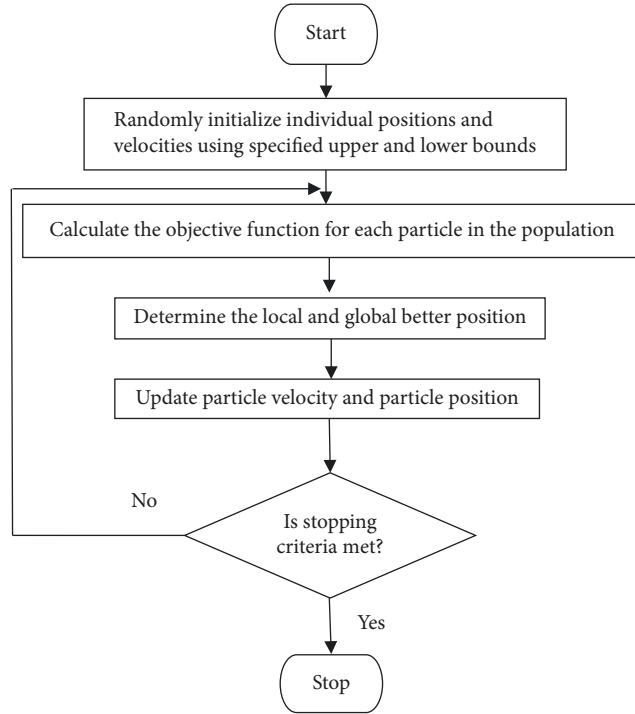 Start
Randomly initialize individual positions and
velocities using specified upper and lower bounds
Calculate the objective function for each particle in the population
Determine the local and global better position
Update particle velocity and particle position
No
Is stopping
criteria met?
Yes
Stop